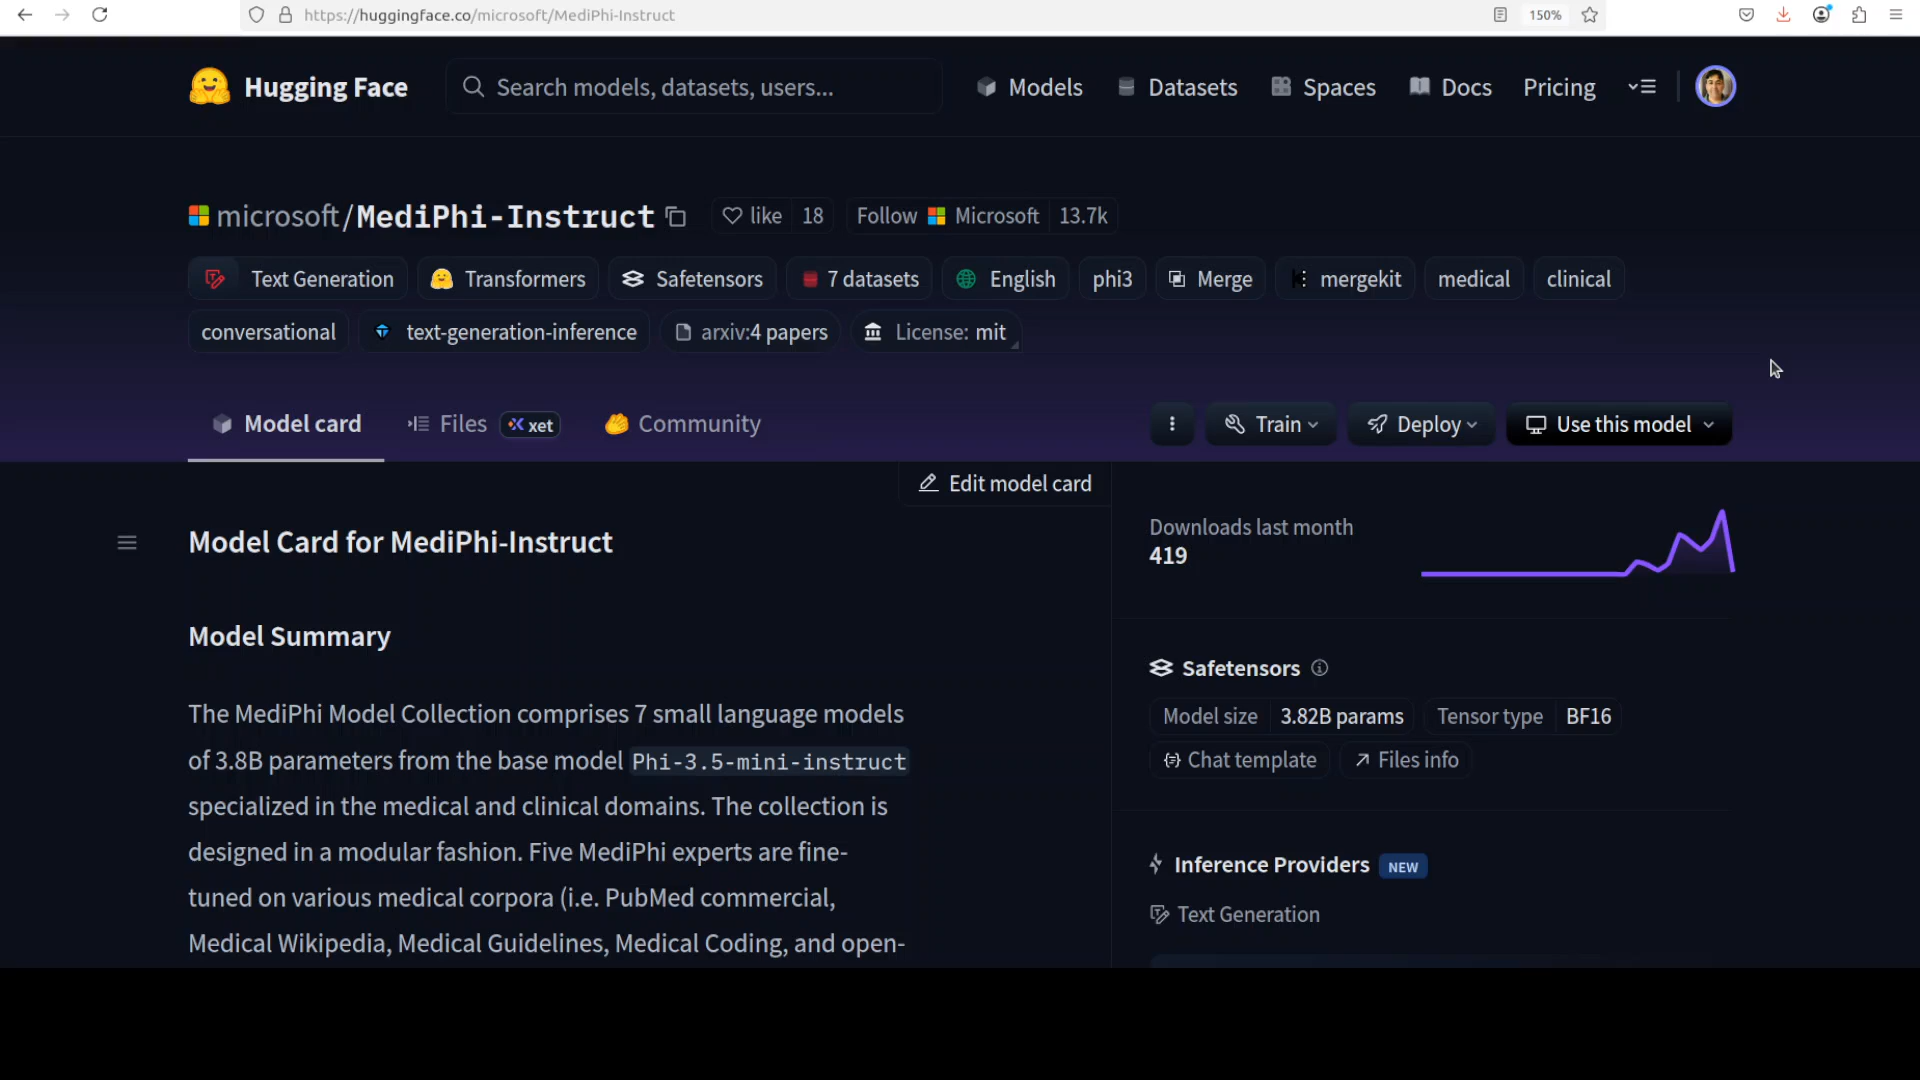 https://huggingface.co/microsoft/MediPhi-Instruct
150%
Hugging Face
Search models, datasets, users...
Models
Datasets
Spaces
Docs
Pricing
microsoft/MediPhi-Instruct
like 18
Follow Microsoft 13.7k
Text Generation
Transformers
Safetensors
7 datasets
English
phi3
Merge
mergekit
medical
clinical
conversational
text-generation-inference
arxiv:4 papers
License: mit
Model card
Files xet
Community
Train
Deploy
Use this model
Edit model card
Model Card for MediPhi-Instruct
Model Summary
The MediPhi Model Collection comprises 7 small language models
of 3.8B parameters from the base model Phi-3.5-mini-instruct
specialized in the medical and clinical domains. The collection is
designed in a modular fashion. Five MediPhi experts are fine-
tuned on various medical corpora (i.e. PubMed commercial,
Medical Wikipedia, Medical Guidelines, Medical Coding, and open-
Downloads last month
419
Safetensors
Model size 3.82B params
Tensor type BF16
Chat template
Files info
Inference Providers NEW
Text Generation